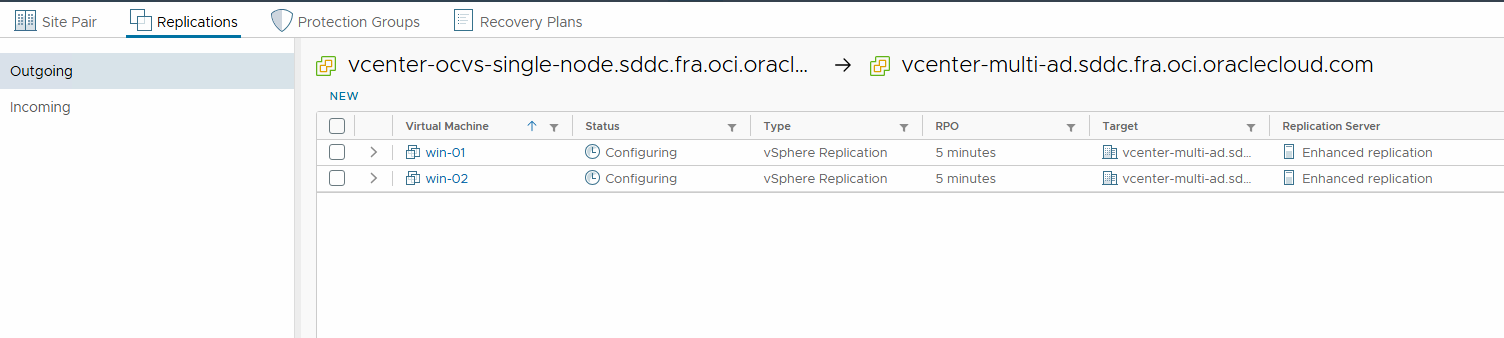 Site Pair Replications Protection Groups Recovery Plans
Outgoing
Incoming
vcenter-ocvs-single-node.sddc.fra.oci.oracl... → vcenter-multi-ad.sddc.fra.oci.oraclecloud.com
NEW
Virtual Machine ↑ Status Type RPO Target Replication Server
win-01 Configuring vSphere Replication 5 minutes vcenter-multi-ad.sd... Enhanced replication
win-02 Configuring vSphere Replication 5 minutes vcenter-multi-ad.sd... Enhanced replication